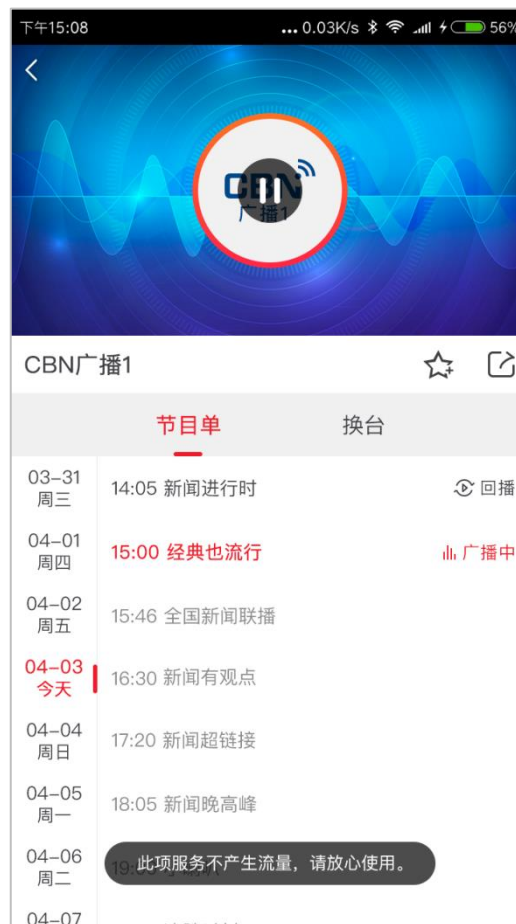 下午15:08
... 0.03K/s
56%
CBN
广播1
CBN广播1
节目单
换台
03-31
周三
14:05 新闻进行时
回播
04-01
周四
15:00 经典也流行
广播中
04-02
周五
15:46 全国新闻联播
04-03
今天
16:30 新闻有观点
04-04
周日
17:20 新闻超链接
04-05
周一
18:05 新闻晚高峰
04-06
周二
此项服务不产生流量，请放心使用。
04-07